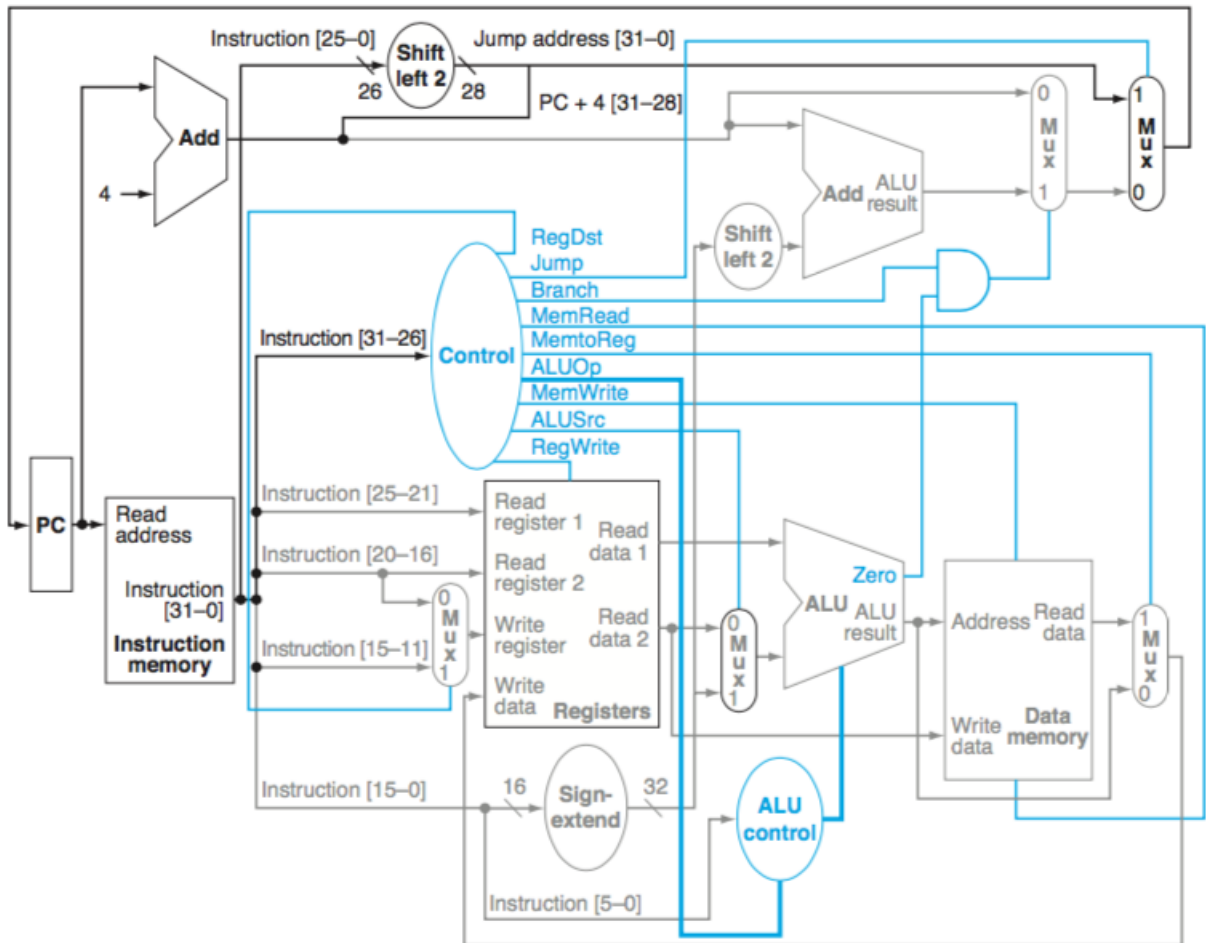 Instruction [25–0]
Shift
left 2
Jump address [31–0]
26
28
PC + 4 [31–28]
Add
4
0
M
u
x
1
1
M
u
x
0
Add
ALU
result
Shift
left 2
RegDst
Jump
Branch
MemRead
MemtoReg
ALUOp
MemWrite
ALUSrc
RegWrite
Instruction [31–26]
Control
PC
Read
address
Instruction
[31–0]
Instruction
memory
Instruction [25–21]
Instruction [20–16]
Instruction [15–11]
0
M
u
x
1
Read
register 1
Read
register 2
Write
register
Write
data
Read
data 1
Read
data 2
Registers
0
M
u
x
1
Zero
ALU
ALU
result
Address
Read
data
Write
data
Data
memory
1
M
u
x
0
Instruction [15–0]
16
Sign-
extend
32
ALU
control
Instruction [5–0]